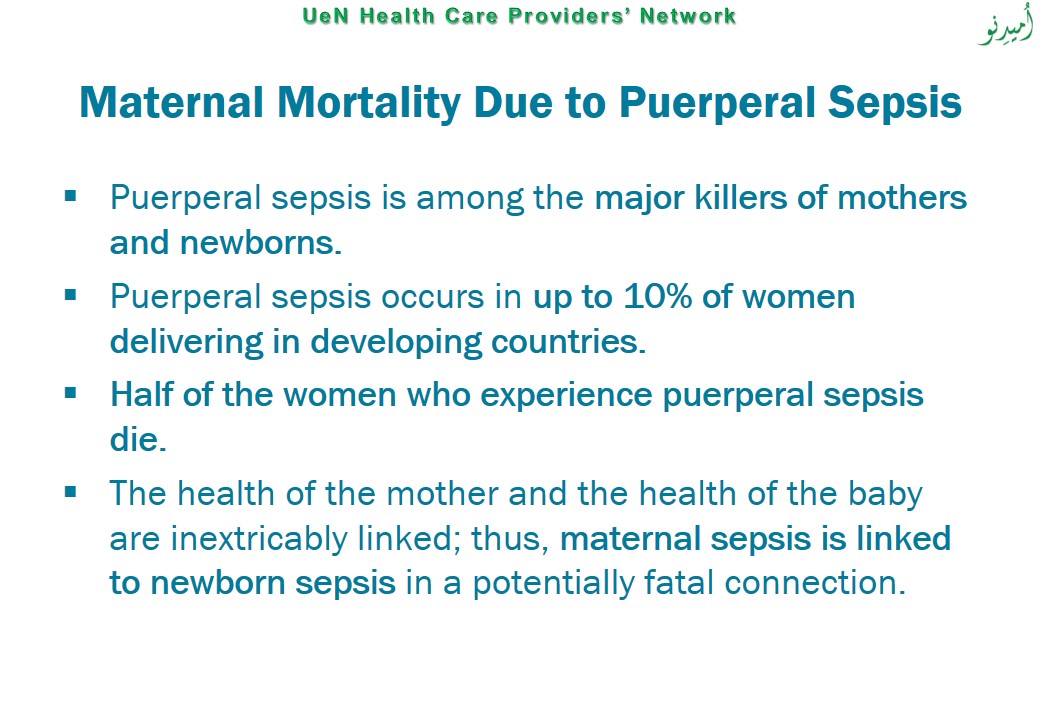 UeN Health Care Providers’ Network
اُمیدِنو
Maternal Mortality Due to Puerperal Sepsis
▪ Puerperal sepsis is among the major killers of mothers
and newborns.
▪ Puerperal sepsis occurs in up to 10% of women
delivering in developing countries.
▪ Half of the women who experience puerperal sepsis
die.
▪ The health of the mother and the health of the baby
are inextricably linked; thus, maternal sepsis is linked
to newborn sepsis in a potentially fatal connection.